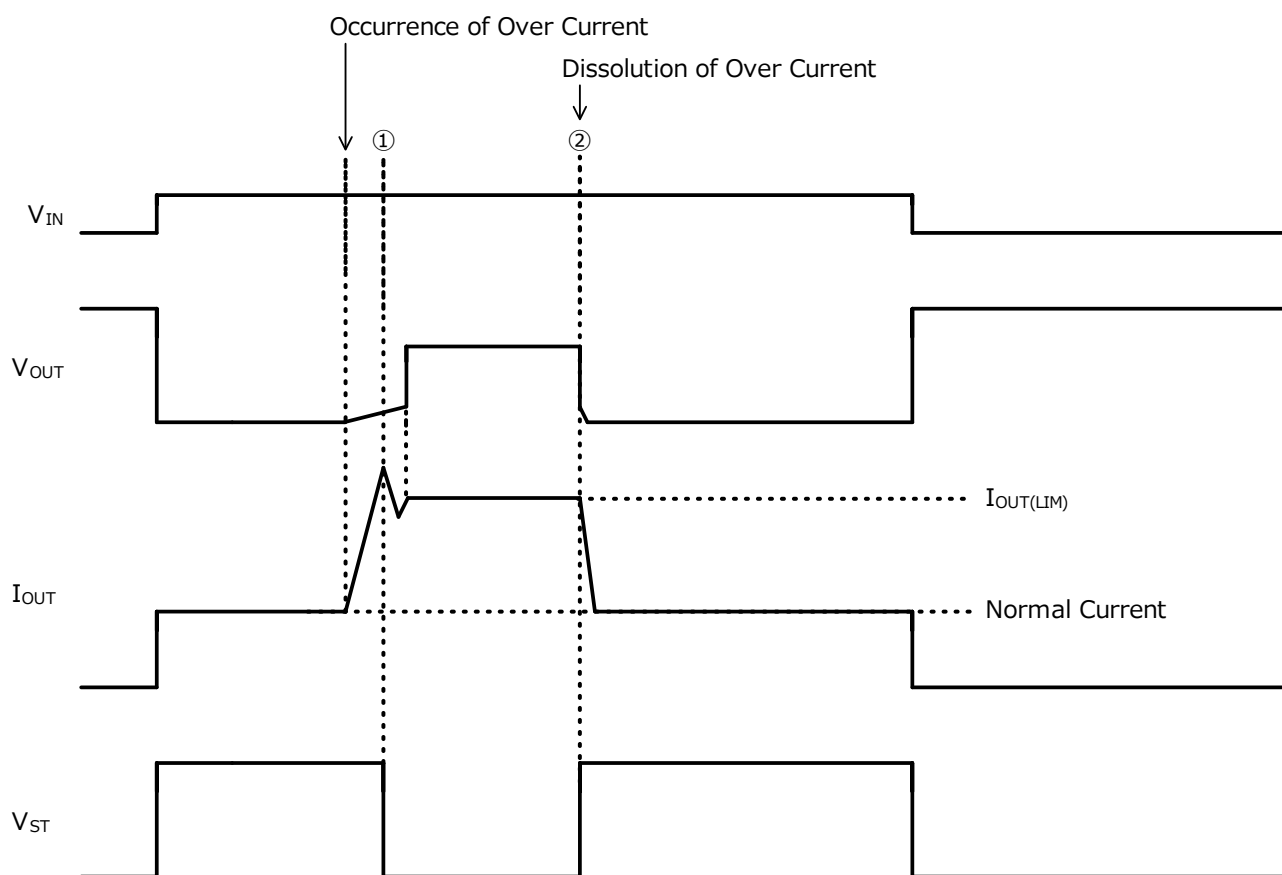 Occurrence of Over Current
Dissolution of Over Current
① ②
VIN
VOUT
IOUT(LIM)
IOUT
Normal Current
VST